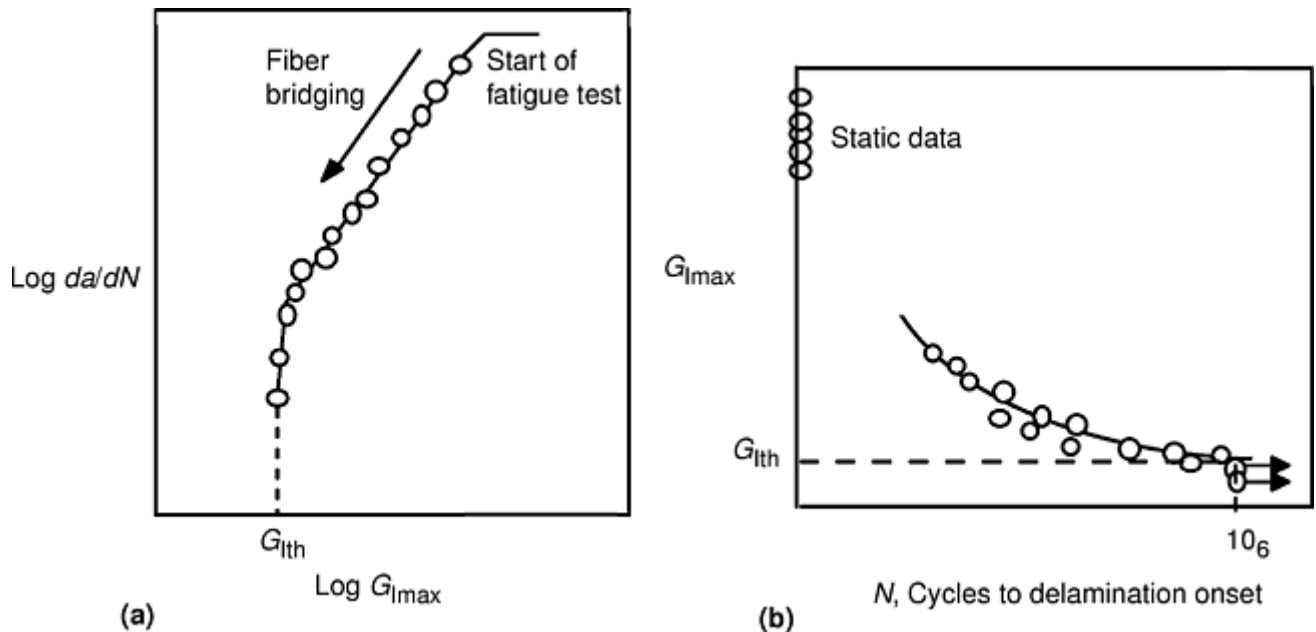 Fiber
bridging
Start of
fatigue test
Log da/dN
GIth
Log GImax
(a)
Static data
GImax
GIth
106
N, Cycles to delamination onset
(b)